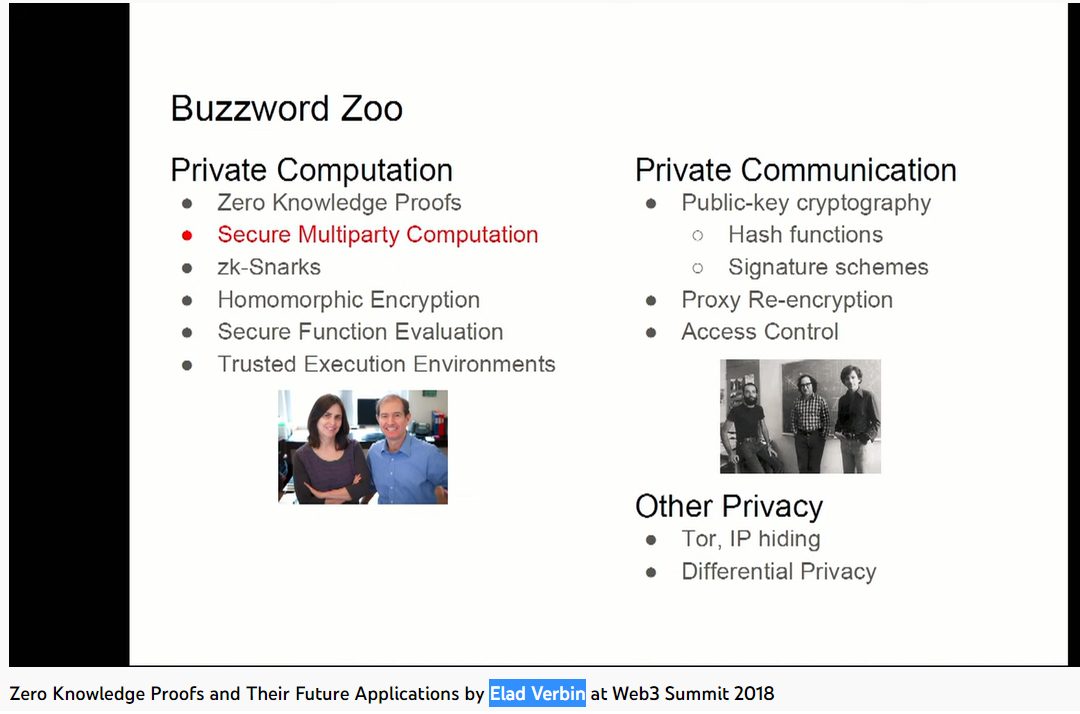 Buzzword Zoo
Private Computation
Zero Knowledge Proofs
Secure Multiparty Computation
zk-Snarks
Homomorphic Encryption
Secure Function Evaluation
Trusted Execution Environments
Private Communication
Public-key cryptography
Hash functions
Signature schemes
Proxy Re-encryption
Access Control
Other Privacy
Tor, IP hiding
Differential Privacy
Zero Knowledge Proofs and Their Future Applications by Elad Verbin at Web3 Summit 2018